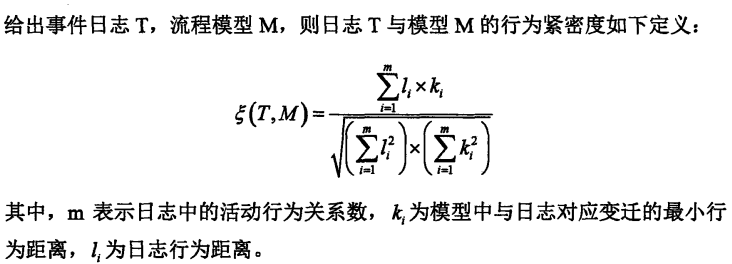 给出事件日志 T，流程模型 M，则日志 T 与模型 M 的行为紧密度如下定义：
$$\xi(T,M)=\frac{\sum_{i=1}^{m} l_i \times k_i}{\sqrt{\left(\sum_{i=1}^{m} l_i^2\right)\times\left(\sum_{i=1}^{m} k_i^2\right)}}$$
其中，m 表示日志中的活动行为关系数，$k_i$为模型中与日志对应变迁的最小行
为距离，$l_i$为日志行为距离。